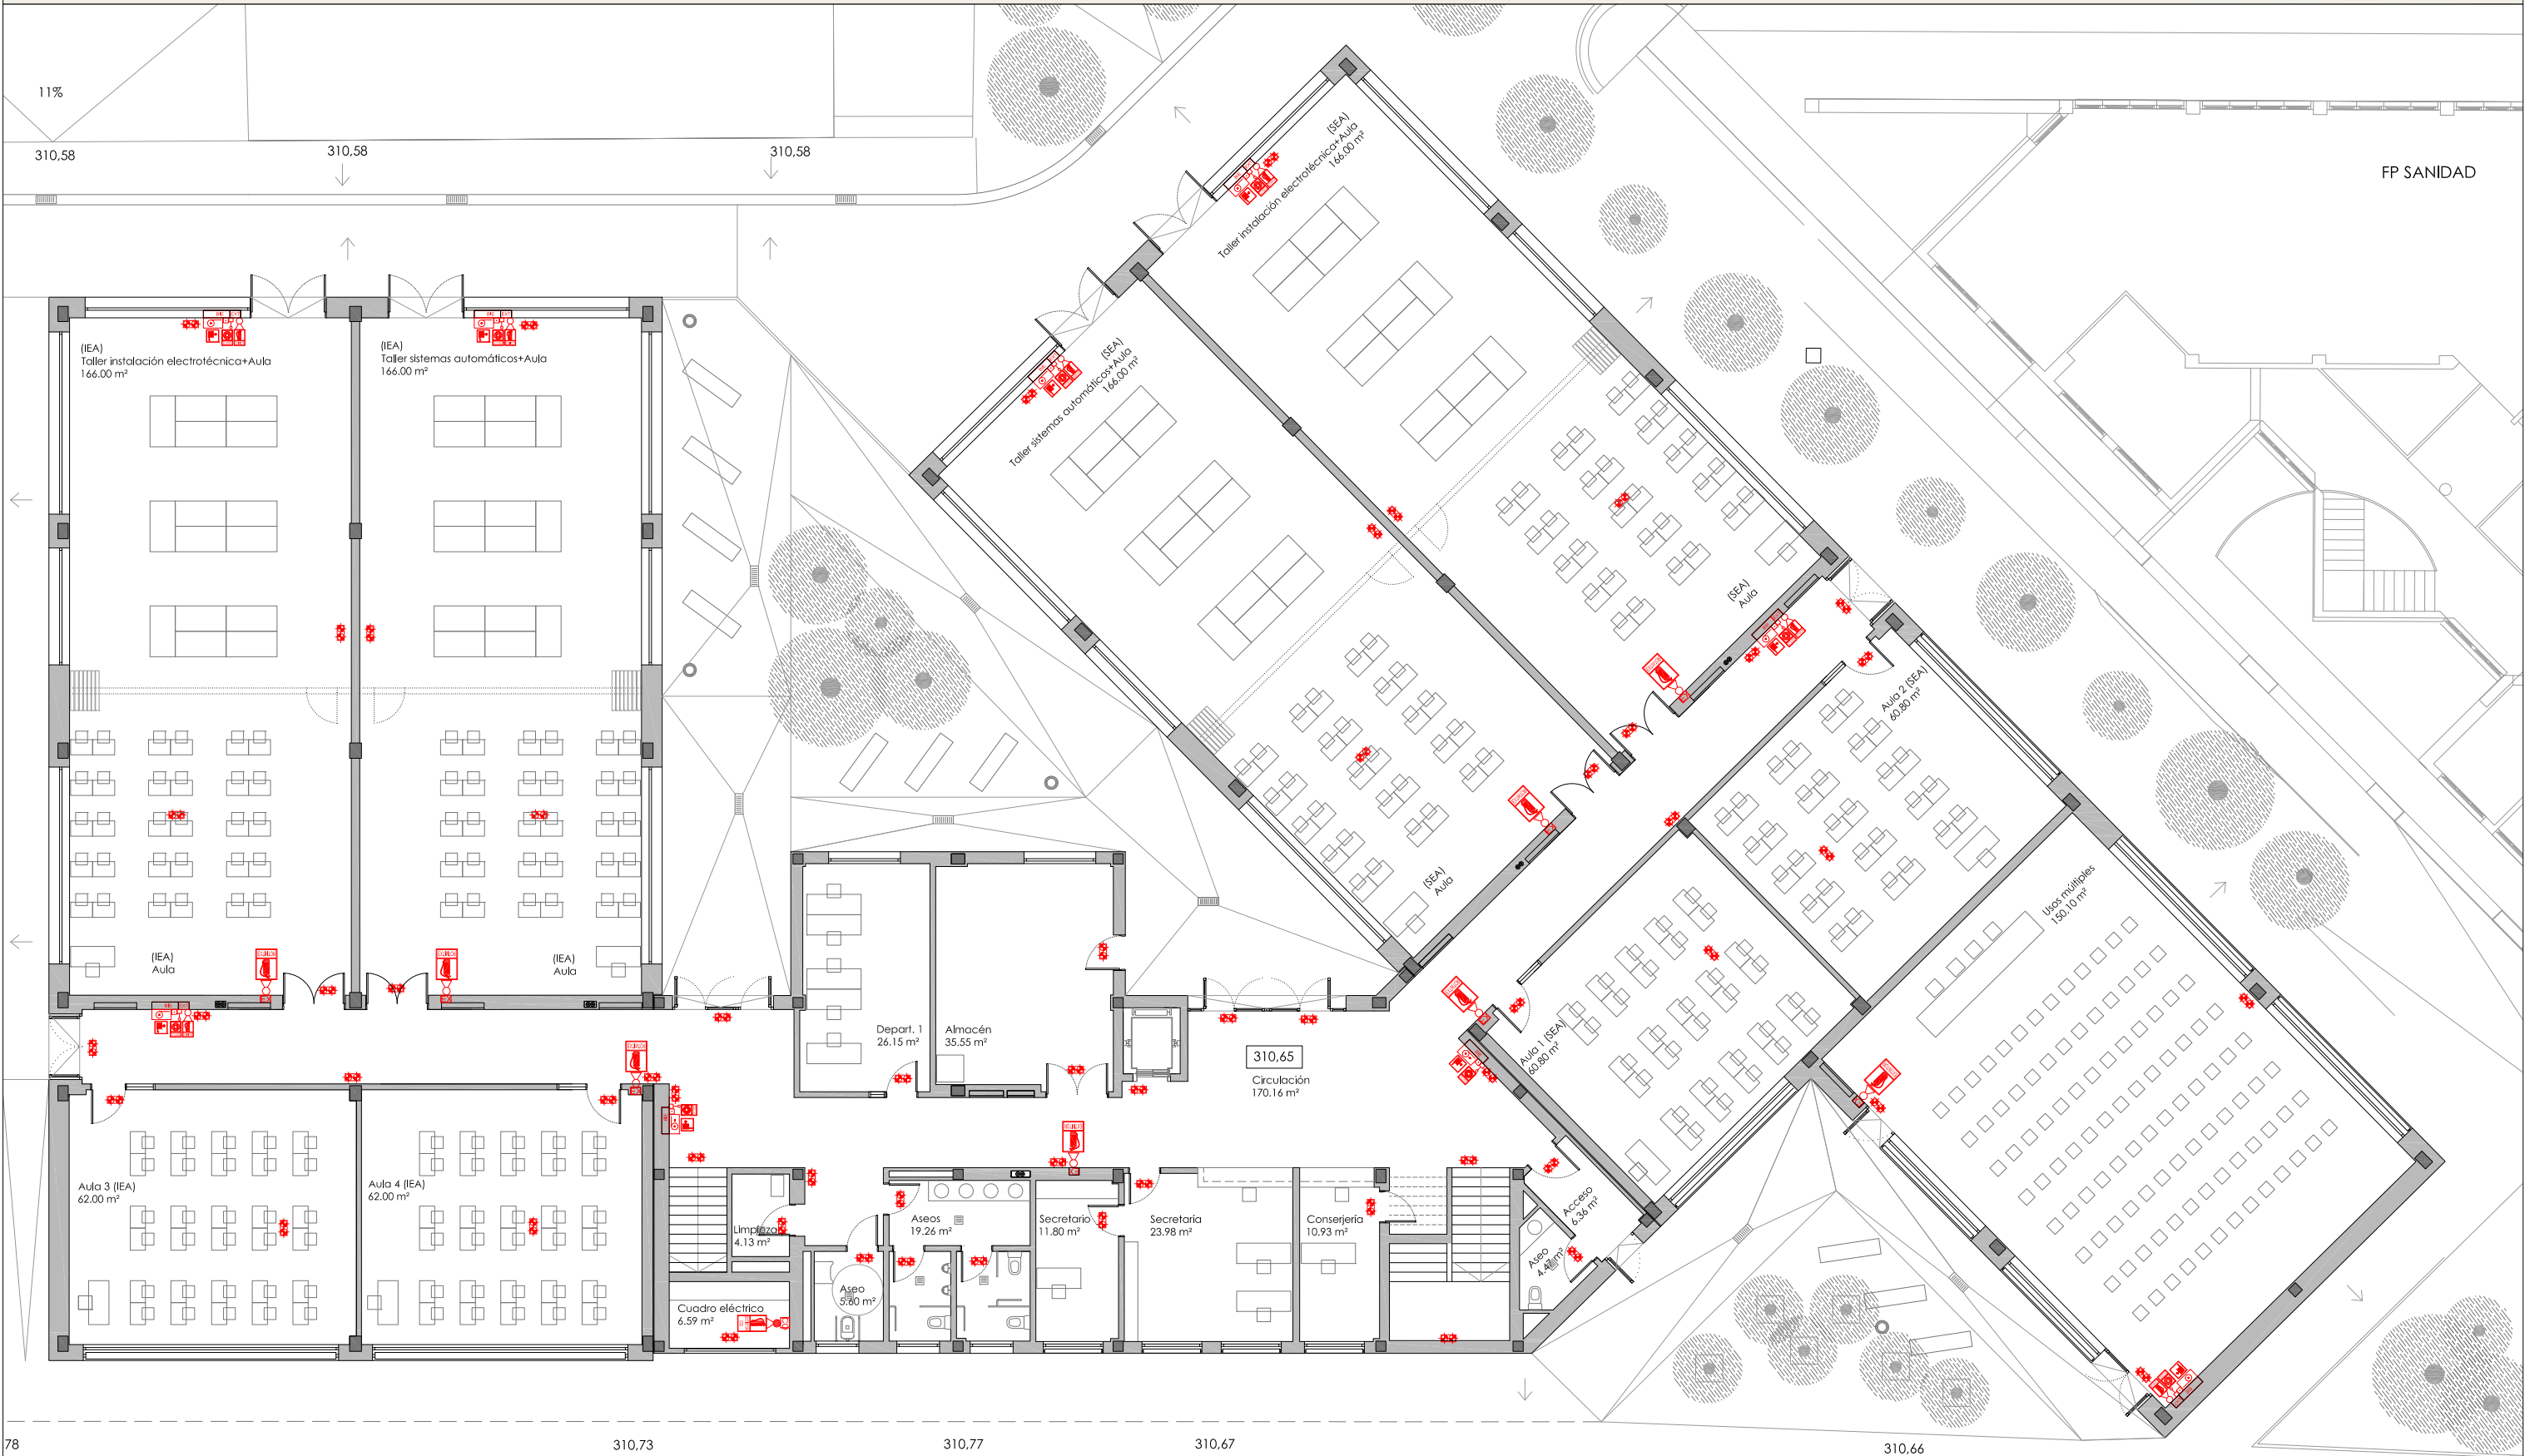 11%
310,58
310,58
310,58
FP SANIDAD
(SEA)
Taller instalación electrotécnica+Aula
166.00 m²
(IEA)
Taller instalación electrotécnica+Aula
166.00 m²
(IEA)
Taller sistemas automáticos+Aula
166.00 m²
(SEA)
Taller sistemas automáticos+Aula
166.00 m²
(SEA)
Aula
Aula 2 (SEA)
60.80 m²
(SEA)
Aula
Usos múltiples
150.10 m²
(IEA)
Aula
(IEA)
Aula
Depart. 1
26.15 m²
Almacén
35.55 m²
310,65
Circulación
170.16 m²
Aula 1 (SEA)
60.80 m²
Aula 3 (IEA)
62.00 m²
Aula 4 (IEA)
62.00 m²
Limpieza
4.13 m²
Aseos
19.26 m²
Secretario
11.80 m²
Secretaria
23.98 m²
Conserjería
10.93 m²
Acceso
6.36 m²
Aseo
Aseo
5.60 m²
Cuadro eléctrico
6.59 m²
78
310,73
310,77
310,67
310,66